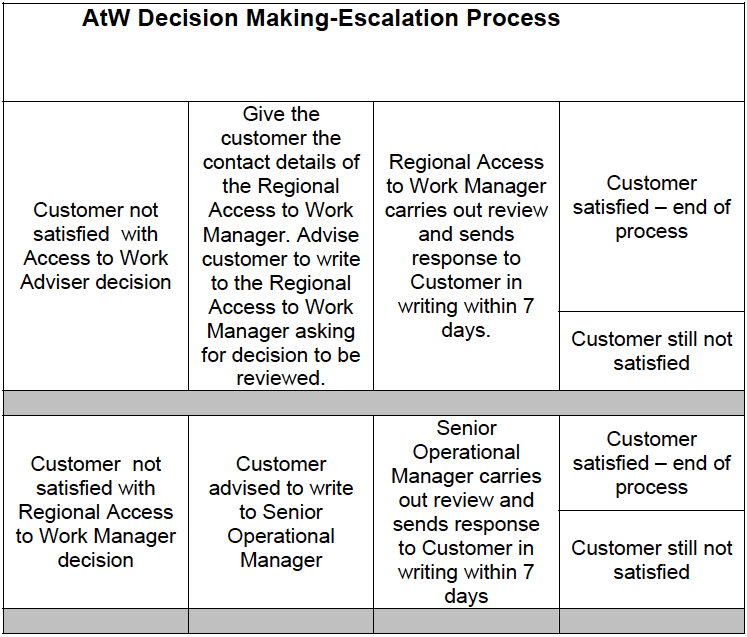 AtW Decision Making-Escalation Process
Customer not
satisfied with
Access to Work
Adviser decision
Give the
customer the
contact details of
the Regional
Access to Work
Manager. Advise
customer to write
to the Regional
Access to Work
Manager asking
for decision to be
reviewed.
Regional Access
to Work Manager
carries out review
and sends
response to
Customer in
writing within 7
days.
Customer
satisfied – end of
process
Customer still not
satisfied
Customer not
satisfied with
Regional Access
to Work Manager
decision
Customer
advised to write
to Senior
Operational
Manager
Senior
Operational
Manager carries
out review and
sends response
to Customer in
writing within 7
days
Customer
satisfied – end of
process
Customer still not
satisfied